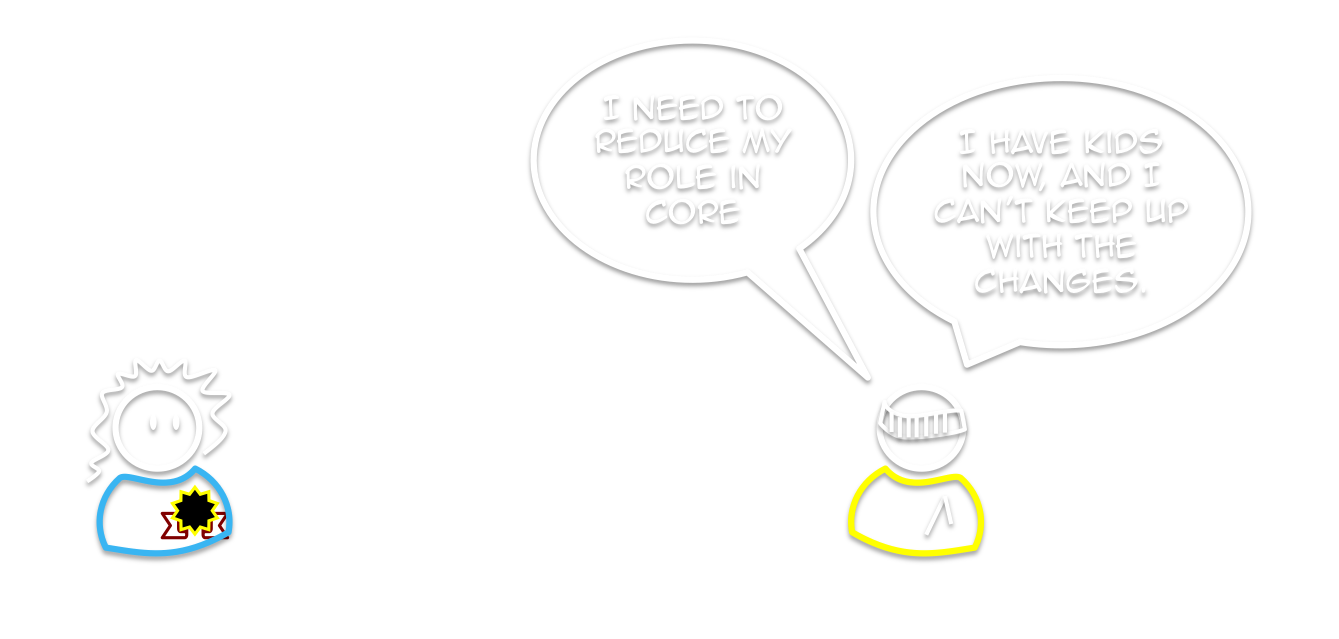 I NEED TO
REDUCE MY
ROLE IN
CORE
I HAVE KIDS
NOW, AND I
CAN'T KEEP UP
WITH THE
CHANGES.